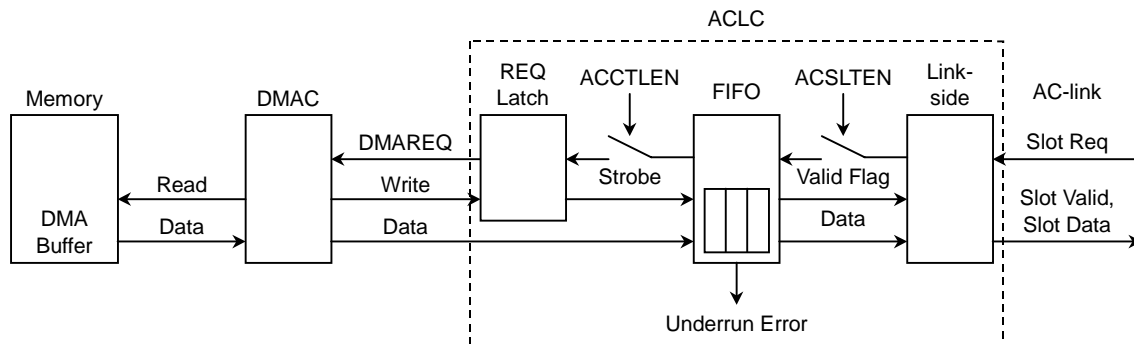 ACLC
REQ
Latch
ACCTLEN
ACSLTEN
Link-
side
Memory
DMAC
FIFO
AC-link
DMAREQ
Slot Req
Strobe
Valid Flag
Read
Write
DMA
Buffer
Data
Data
Data
Slot Valid,
Slot Data
Underrun Error